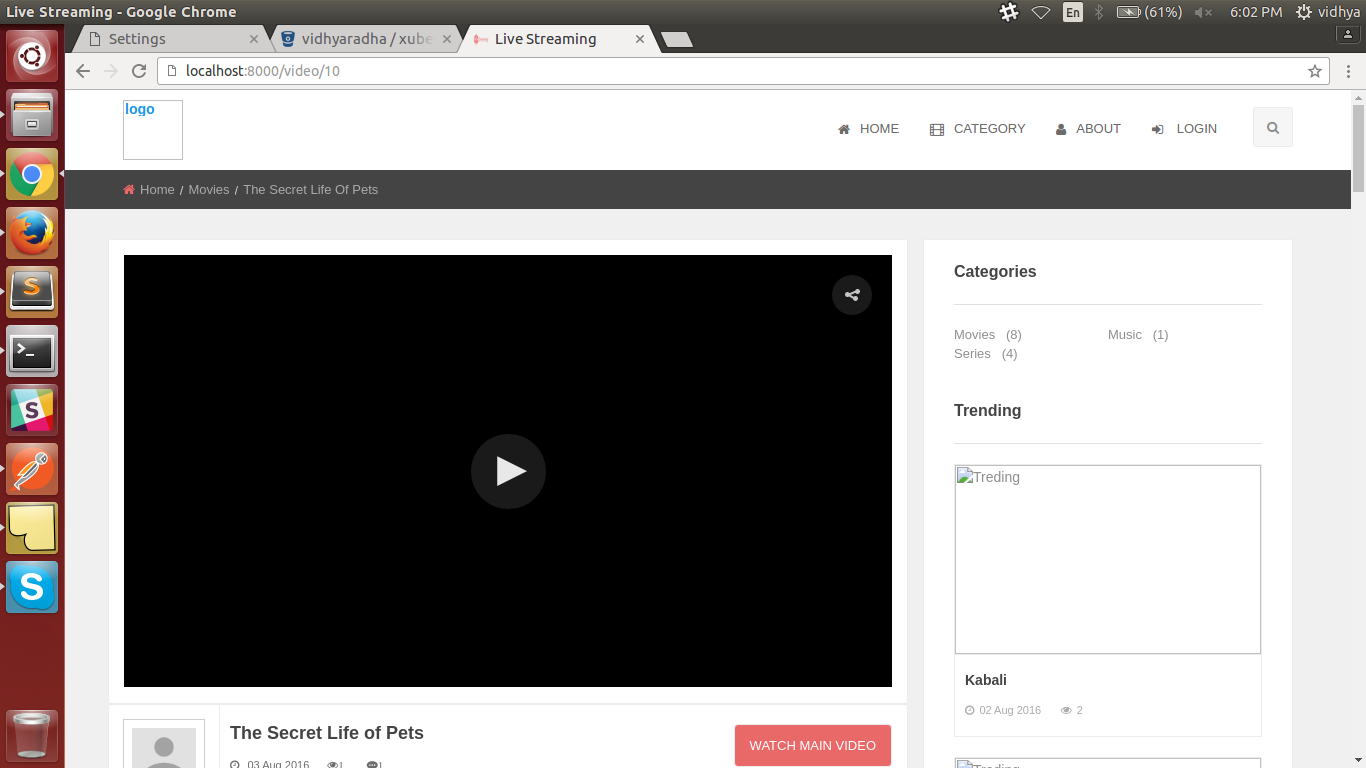 Live Streaming - Google Chrome
En (61%) 6:02 PM vidhya
Settings vidhyaradha / xube Live Streaming
localhost:8000/video/10
logo
HOME CATEGORY ABOUT LOGIN
Home / Movies / The Secret Life Of Pets
Categories
Movies (8) Music (1)
Series (4)
Trending
Treding
Kabali
02 Aug 2016 2
The Secret Life of Pets
WATCH MAIN VIDEO
03 Aug 2016 1 1
Treding